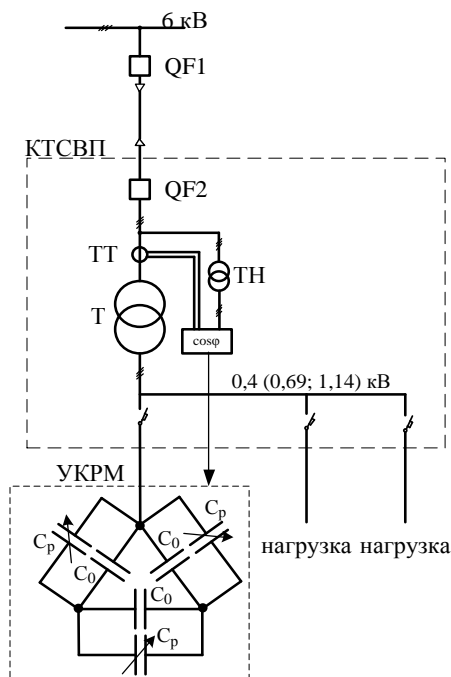 6 кВ
QF1
КТСВП
QF2
ТТ
ТН
Т
cosφ
0,4 (0,69; 1,14) кВ
УКРМ
нагрузка нагрузка
Cр
C0
C0
Cр
C0
Cр